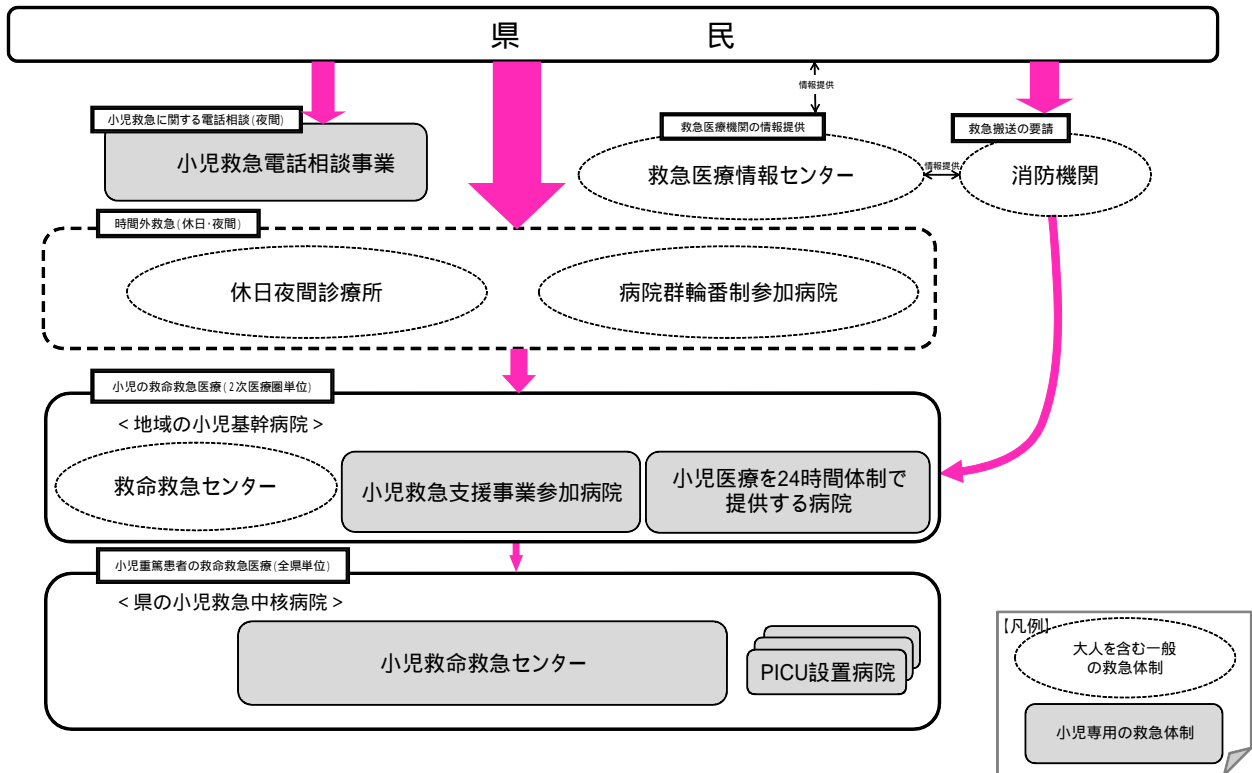 県　民
情報提供
小児救急に関する電話相談(夜間)
小児救急電話相談事業
救急医療機関の情報提供
救急医療情報センター
情報提供
救急搬送の要請
消防機関
時間外救急(休日・夜間)
休日夜間診療所
病院群輪番制参加病院
小児の救命救急医療(2次医療圏単位)
<地域の小児基幹病院>
救命救急センター
小児救急支援事業参加病院
小児医療を24時間体制で
提供する病院
小児重篤患者の救命救急医療(全県単位)
<県の小児救急中核病院>
小児救命救急センター
PICU設置病院
【凡例】
大人を含む一般
の救急体制
小児専用の救急体制